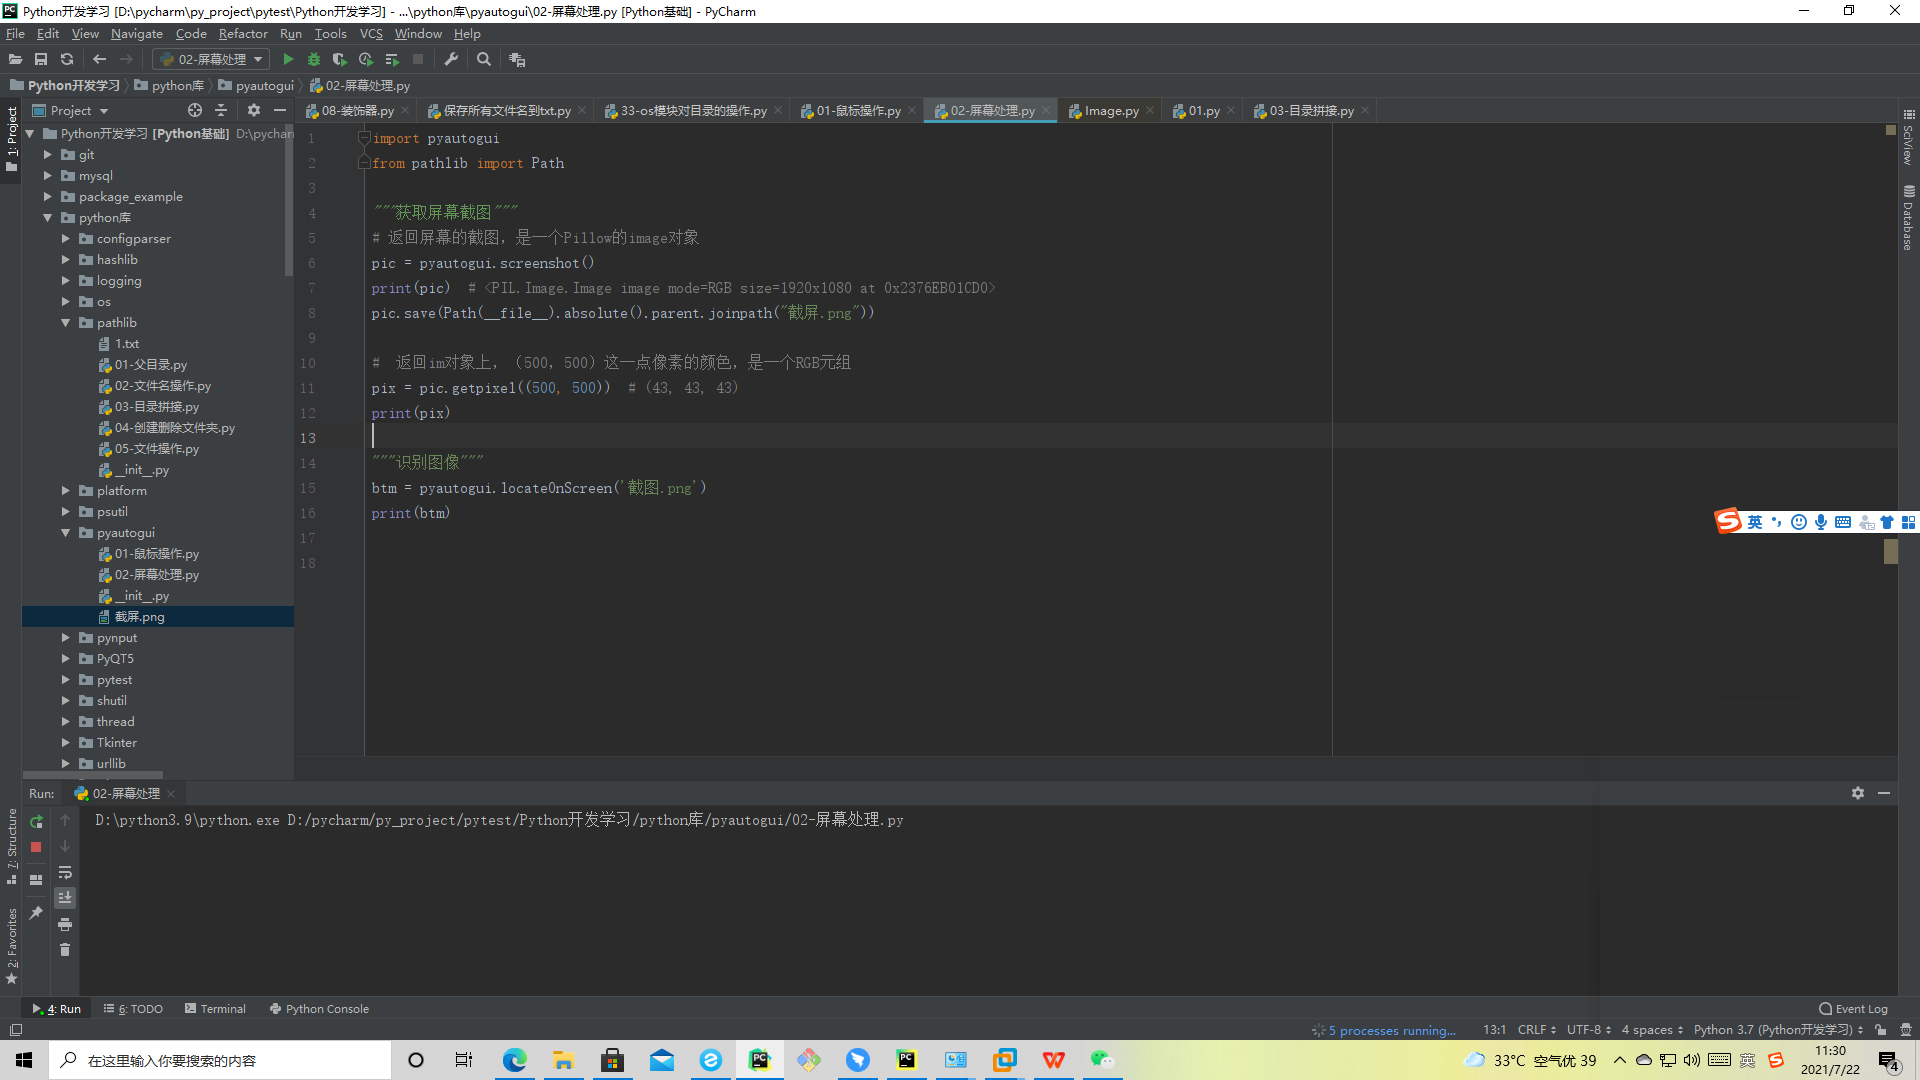 Python开发学习 [D:\pycharm\py_project\pytest\Python开发学习] - ...\python库\pyautogui\02-屏幕处理.py [Python基础] - PyCharm
File Edit View Navigate Code Refactor Run Tools VCS Window Help
02-屏幕处理
Python开发学习 python库 pyautogui 02-屏幕处理.py
Project
08-装饰器.py 保存所有文件名到txt.py 33-os模块对目录的操作.py 01-鼠标操作.py 02-屏幕处理.py Image.py 01.py 03-目录拼接.py
1: Project
Python开发学习 [Python基础] D:\pycharm
git
mysql
package_example
python库
configparser
hashlib
logging
os
pathlib
1.txt
01-父目录.py
02-文件名操作.py
03-目录拼接.py
04-创建删除文件夹.py
05-文件操作.py
__init__.py
platform
psutil
pyautogui
01-鼠标操作.py
02-屏幕处理.py
__init__.py
截屏.png
pynput
PyQT5
pytest
shutil
thread
Tkinter
urllib
1 import pyautogui
2 from pathlib import Path
3
4 """获取屏幕截图"""
5 # 返回屏幕的截图，是一个Pillow的image对象
6 pic = pyautogui.screenshot()
7 print(pic)  # <PIL.Image.Image image mode=RGB size=1920x1080 at 0x2376EB01CD0>
8 pic.save(Path(__file__).absolute().parent.joinpath("截屏.png"))
9
10 #  返回im对象上，（500，500）这一点像素的颜色，是一个RGB元组
11 pix = pic.getpixel((500, 500))  # (43, 43, 43)
12 print(pix)
13
14 """识别图像"""
15 btm = pyautogui.locateOnScreen('截图.png')
16 print(btm)
17
18
SciView
Database
英
Run: 02-屏幕处理
D:\python3.9\python.exe D:/pycharm/py_project/pytest/Python开发学习/python库/pyautogui/02-屏幕处理.py
7: Structure
2: Favorites
4: Run 6: TODO Terminal Python Console Event Log
5 processes running... 13:1 CRLF UTF-8 4 spaces Python 3.7 (Python开发学习)
在这里输入你要搜索的内容
33°C 空气优 39 英
11:30
2021/7/22
4